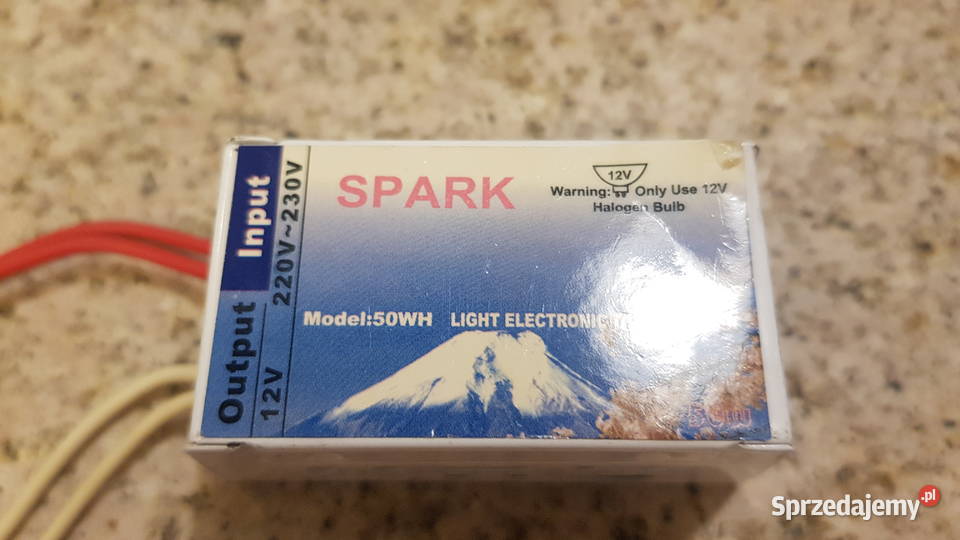 SPARK
12V
Warning: Only Use 12V
Halogen Bulb
Input
220V~230V
Output
12V
Model:50WH LIGHT ELECTRONIC
50W
Sprzedajemy.pl